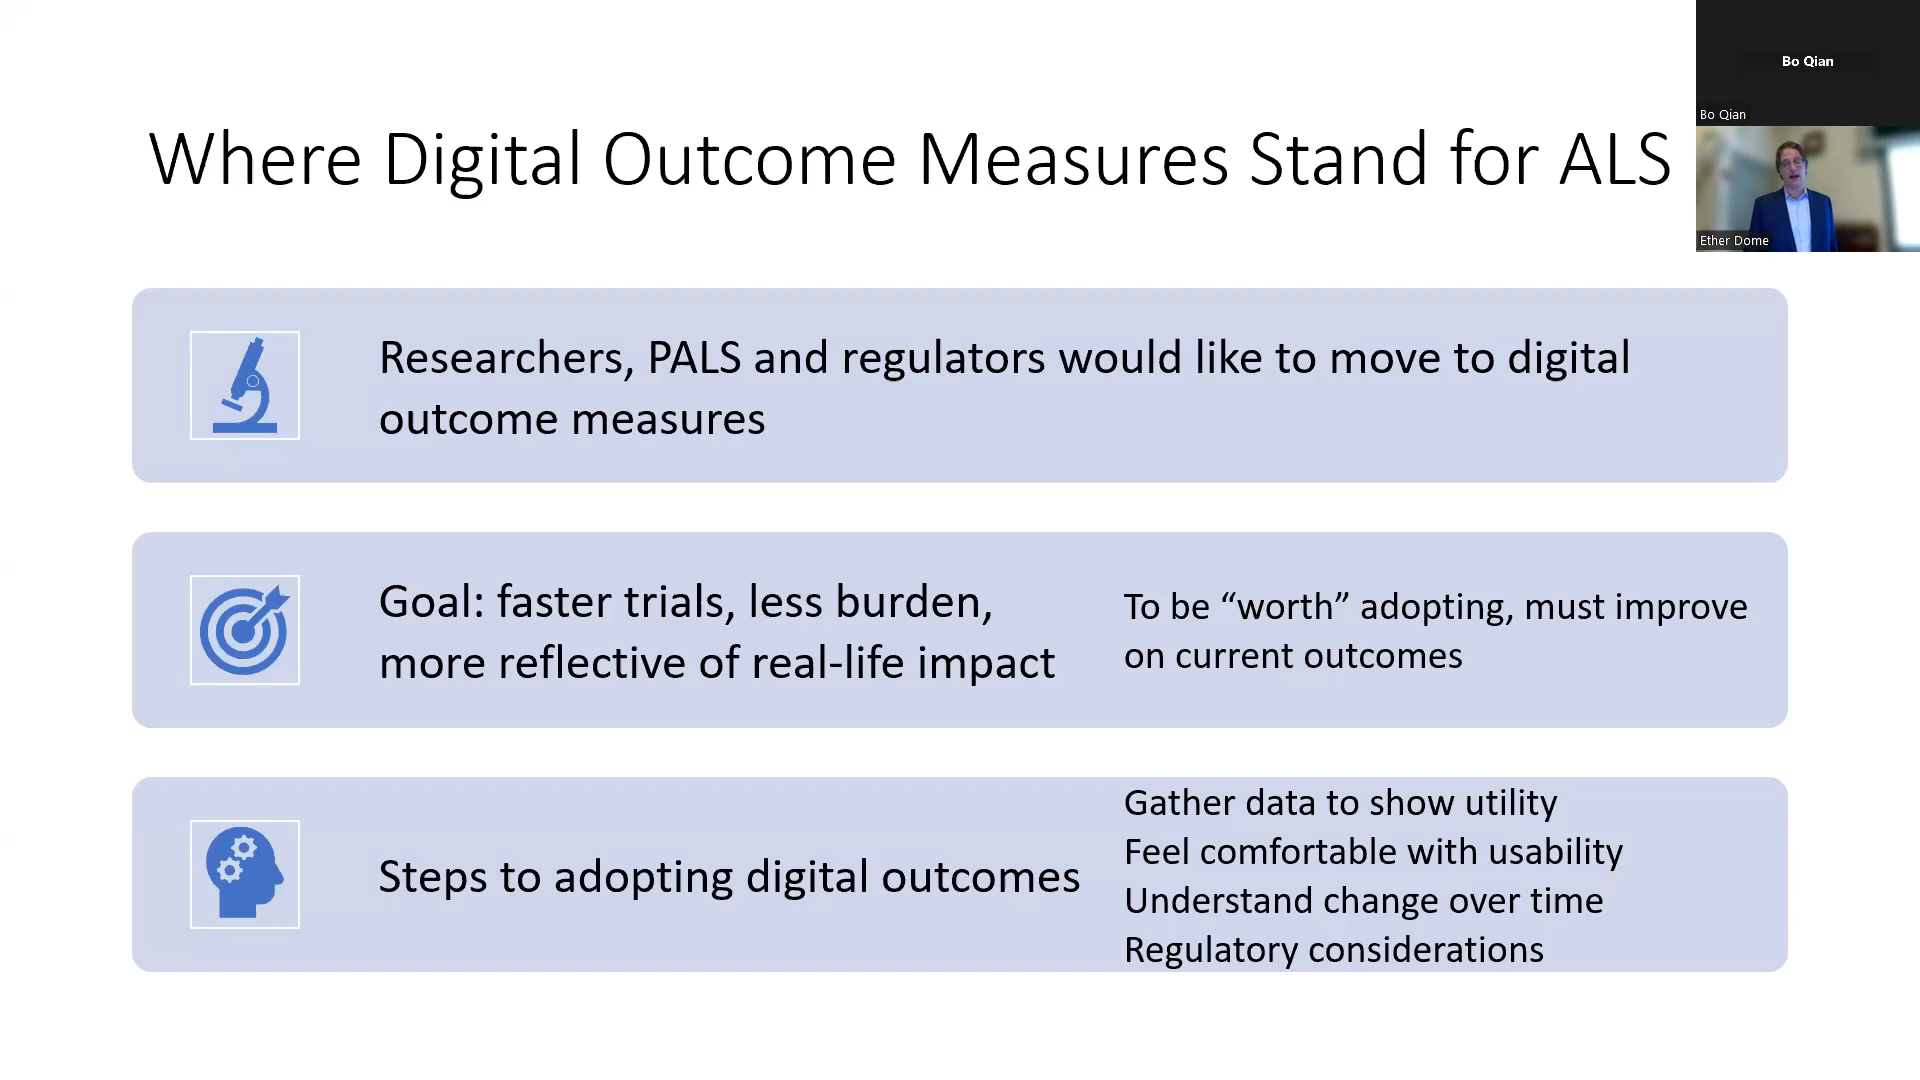 Where Digital Outcome Measures Stand for ALS
Bo Qian
Bo Qian
Ether Dome
Researchers, PALS and regulators would like to move to digital
outcome measures
Goal: faster trials, less burden,
more reflective of real-life impact
To be “worth” adopting, must improve
on current outcomes
Steps to adopting digital outcomes
Gather data to show utility
Feel comfortable with usability
Understand change over time
Regulatory considerations